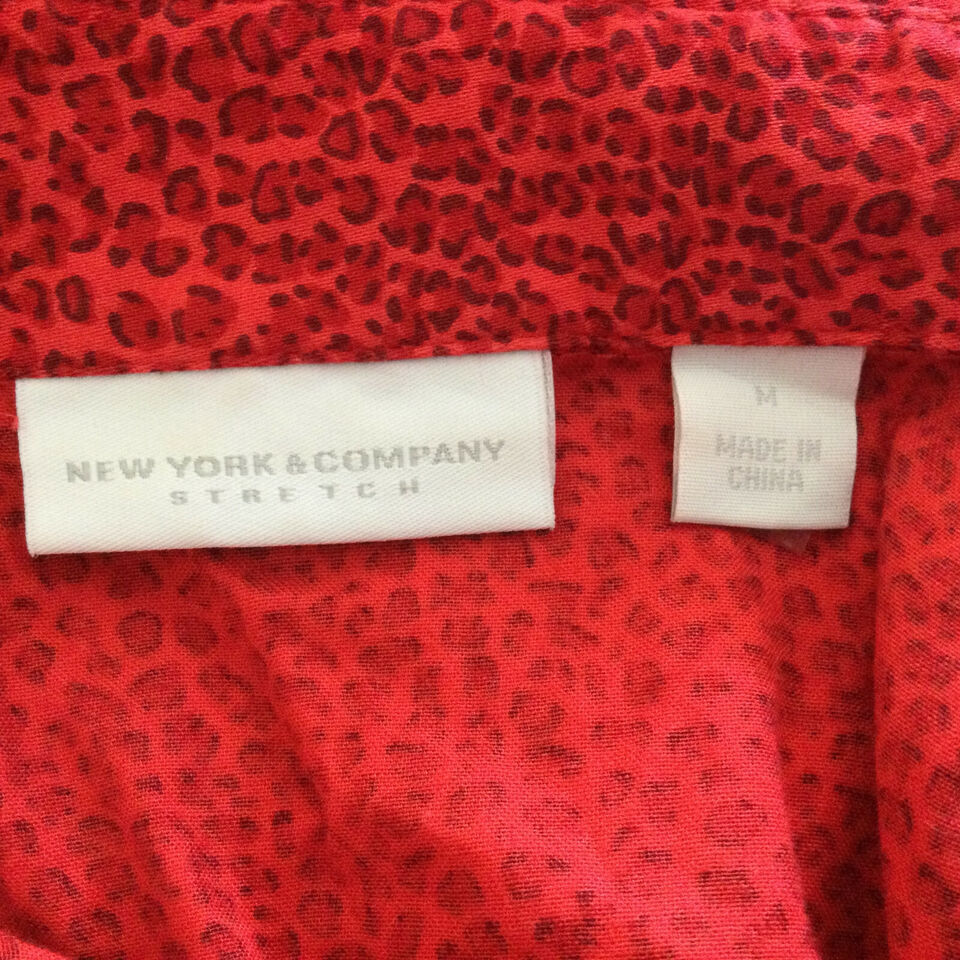 NEW YORK & COMPANY
STRETCH
M
MADE IN
CHINA